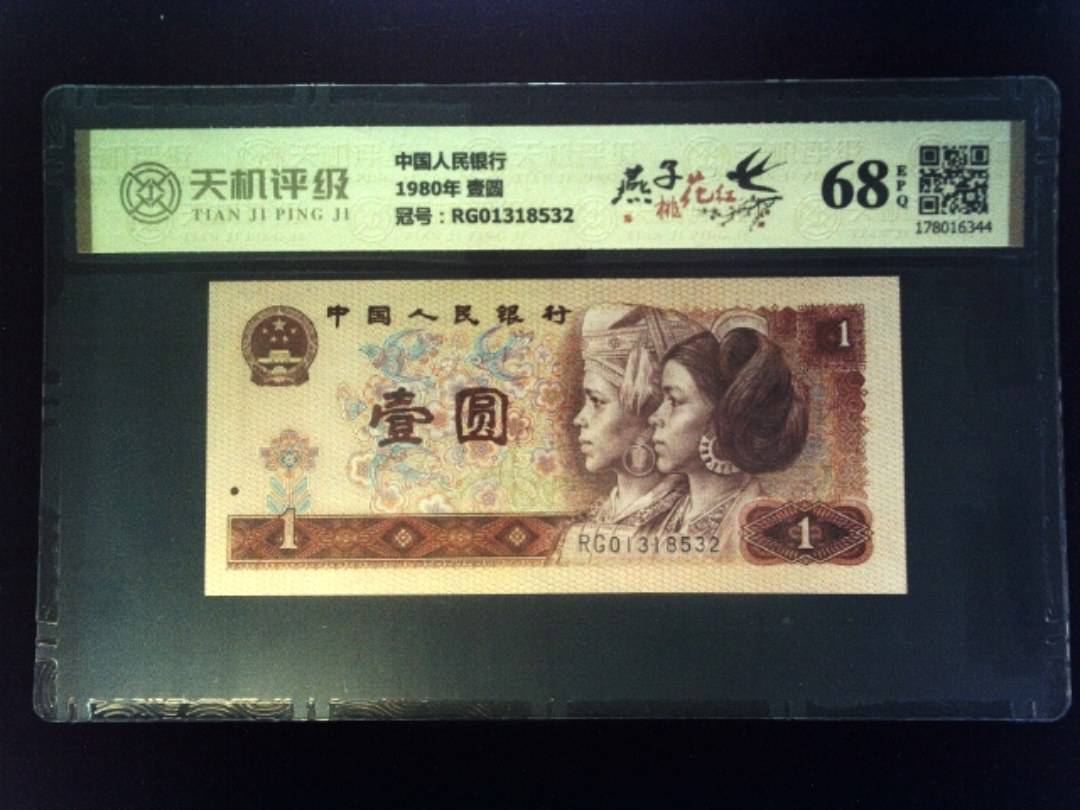 天机评级
TIAN JI PING JI
中国人民银行
1980年 壹圆
冠号：RG01318532
燕子
桃花红
68
EPQ
178016344
中国人民银行
1
壹圆
1
RG01318532
1